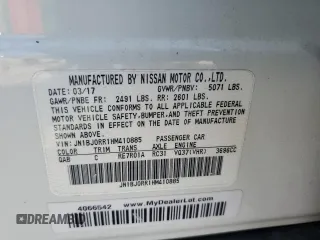 MANUFACTURED BY NISSAN MOTOR CO.,LTD.
DATE: 03/17 GVWR/PNBV: 5071 LBS.
GAWR/PNBE FR: 2491 LBS. RR: 2601 LBS.
THIS VEHICLE CONFORMS TO ALL APPLICABLE FEDERAL
MOTOR VEHICLE SAFETY,BUMPER,AND THEFT PREVENTION
STANDARDS IN EFFECT ON THE DATE OF MANUFACTURE
SHOWN ABOVE.
V.I.N: JN1BJ0RR1HM410885 PASSENGER CAR
COLOR TRIM TRANS AXLE ENGINE
QAB C RE7R01A RC31 VQ37(VHR) 3696CC
JN1BJ0RR1HM410885
4066542 www.MyDealerLot.com
DEALERSHIP AUCTIONS